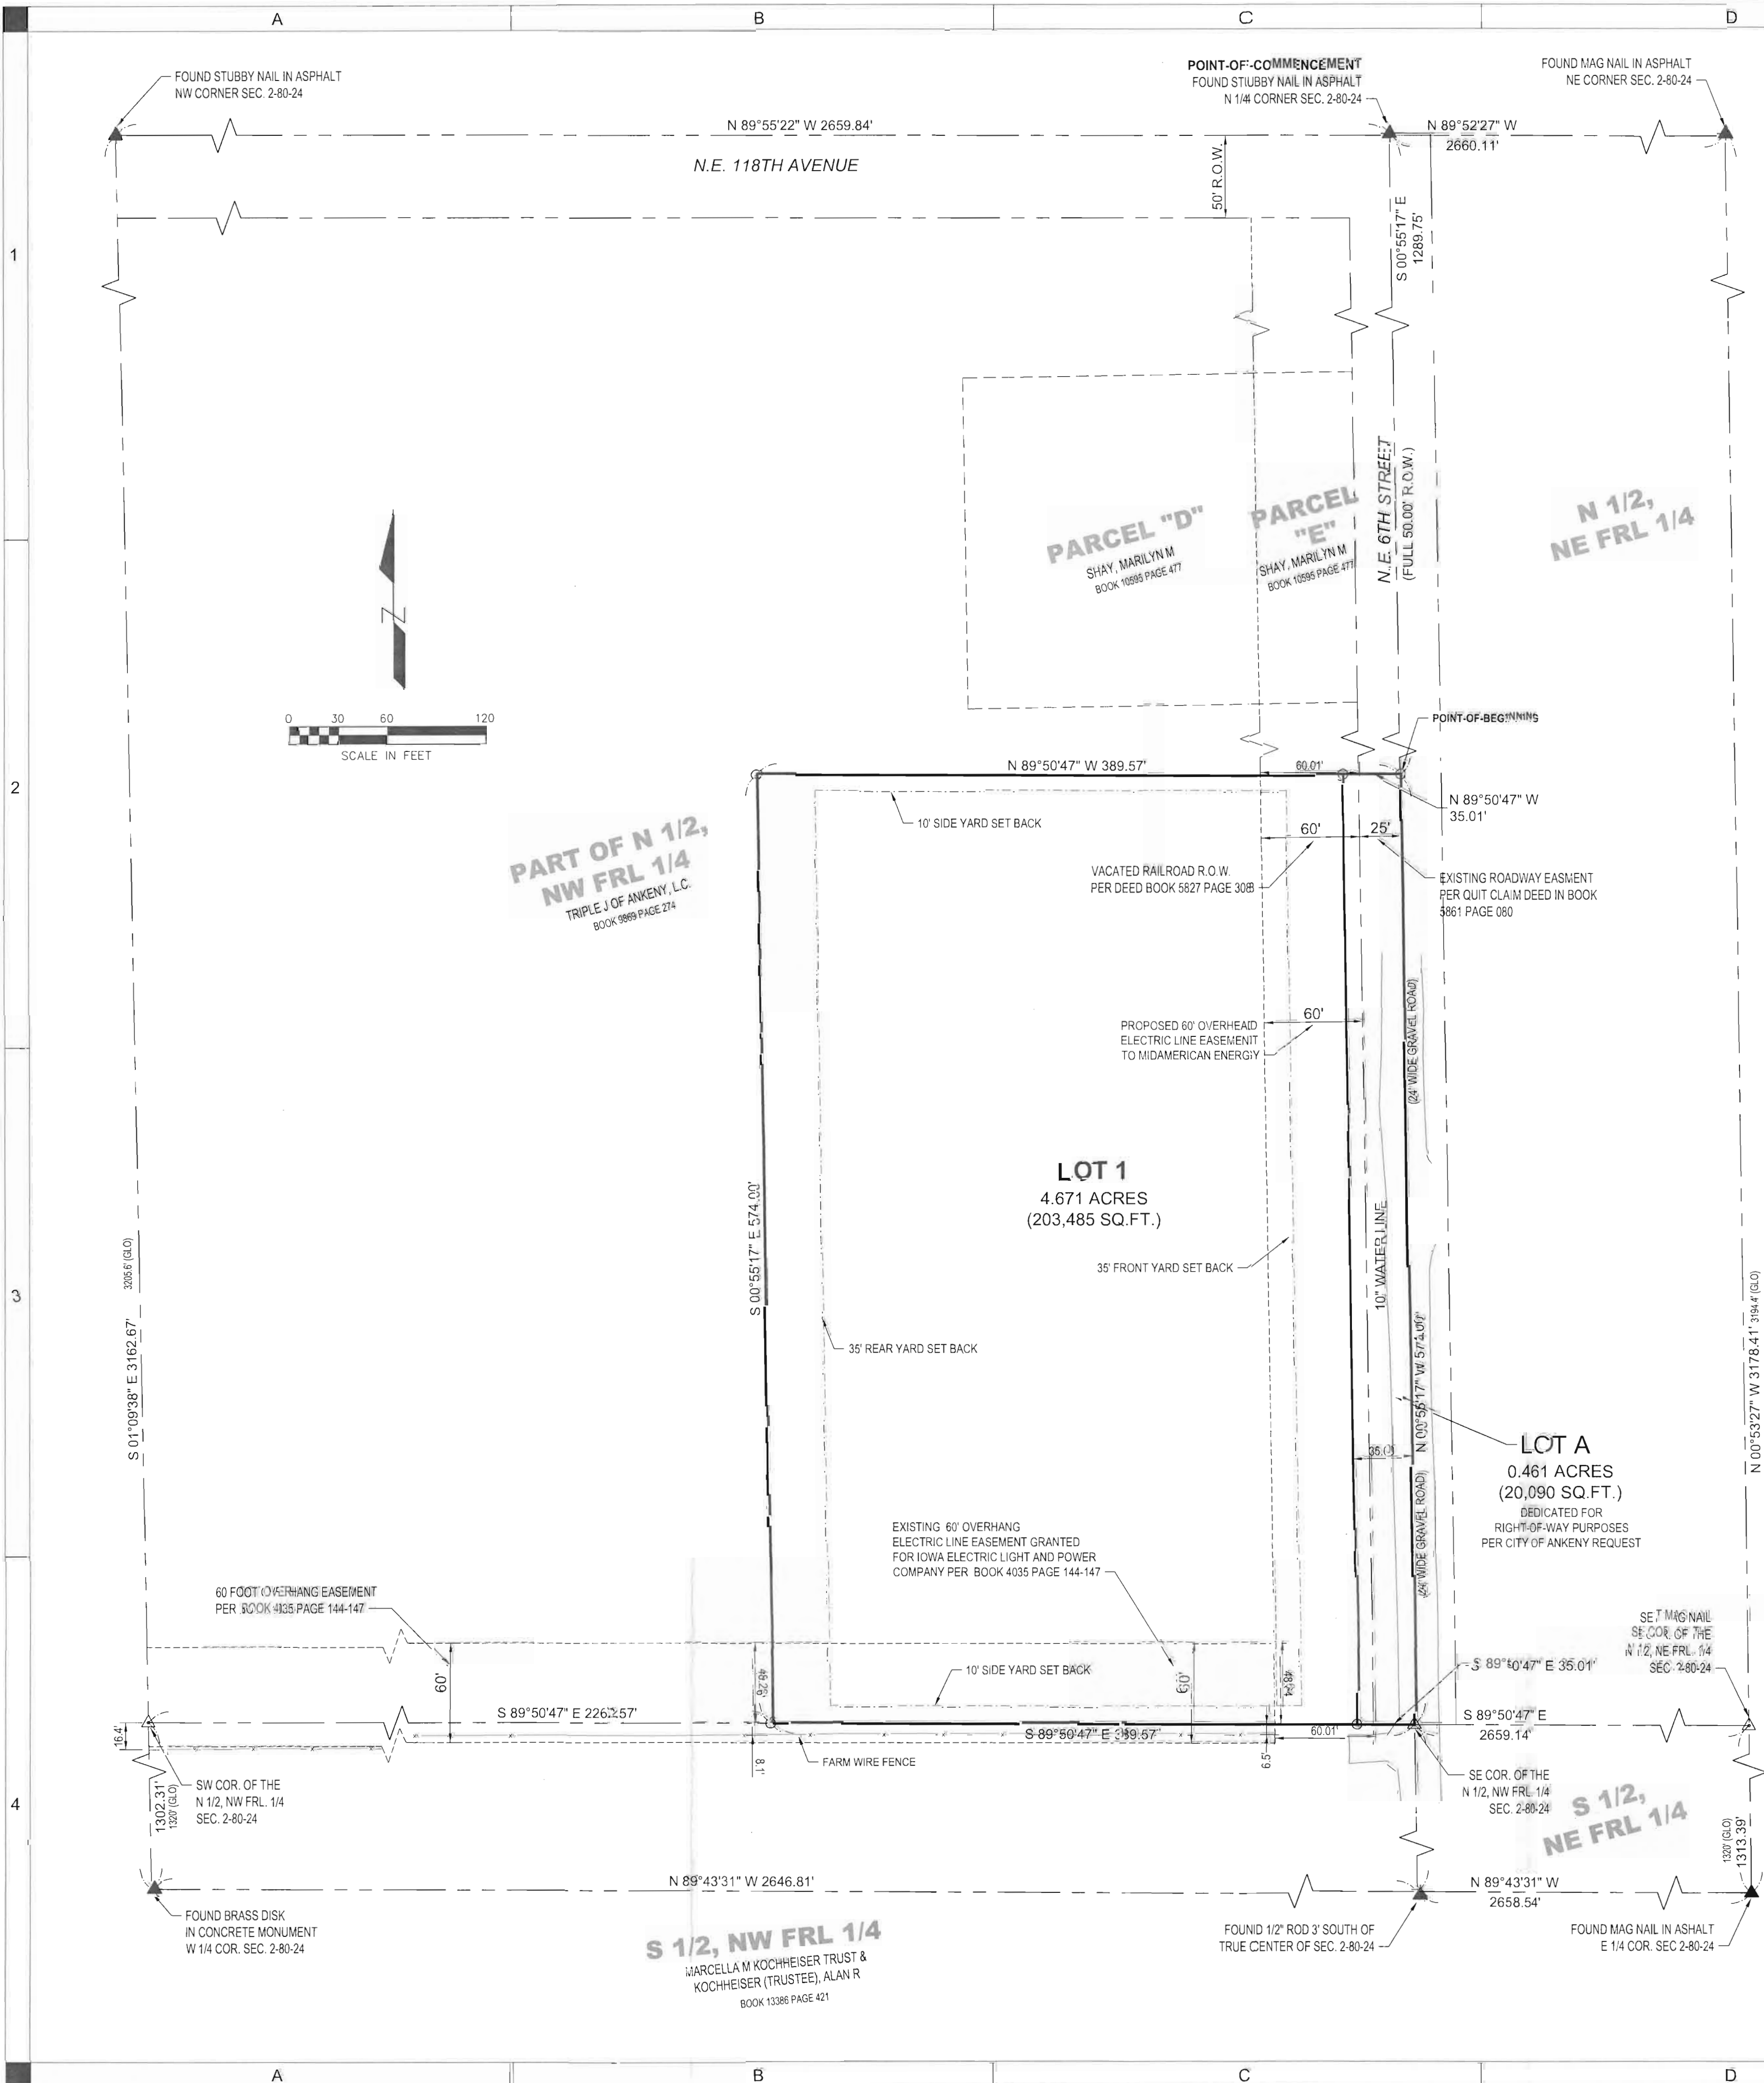 A B C D
FOUND STUBBY NAIL IN ASPHALT
NW CORNER SEC. 2-80-24
POINT-OF-COMMENCEMENT
FOUND STUBBY NAIL IN ASPHALT
N 1/4 CORNER SEC. 2-80-24
FOUND MAG NAIL IN ASPHALT
NE CORNER SEC. 2-80-24
N 89°55'22" W 2659.84'
N 89°52'27" W
2660.11'
N.E. 118TH AVENUE
50' R.O.W.
S 00°55'17" E
1289.75'
1
N.E. 6TH STREET
(FULL 50.00' R.O.W.)
PARCEL "D"
SHAY, MARILYN M
BOOK 10595 PAGE 477
PARCEL
"E"
SHAY, MARILYN M
BOOK 10595 PAGE 477
N 1/2,
NE FRL 1/4
N
0 30 60 120
SCALE IN FEET
POINT-OF-BEGINNING
2
N 89°50'47" W 389.57'
60.01'
N 89°50'47" W
35.01'
10' SIDE YARD SET BACK
60'
25'
PART OF N 1/2,
NW FRL 1/4
TRIPLE J OF ANKENY, L.C.
BOOK 9869 PAGE 274
VACATED RAILROAD R.O.W.
PER DEED BOOK 5827 PAGE 308
EXISTING ROADWAY EASMENT
PER QUIT CLAIM DEED IN BOOK
5861 PAGE 080
(24' WIDE GRAVEL ROAD)
60'
PROPOSED 60' OVERHEAD
ELECTRIC LINE EASEMENT
TO MIDAMERICAN ENERGY
LOT 1
4.671 ACRES
(203,485 SQ.FT.)
S 00°55'17" E 574.00'
10" WATER LINE
35' FRONT YARD SET BACK
3
S 01°09'38" E 3162.67'
3205.6' (GLO)
35' REAR YARD SET BACK
N 00°55'17" W 574.00'
N 00°53'27" W 3178.41'
3194.4' (GLO)
35.0'
LOT A
0.461 ACRES
(20,090 SQ.FT.)
DEDICATED FOR
RIGHT-OF-WAY PURPOSES
PER CITY OF ANKENY REQUEST
EXISTING 60' OVERHANG
ELECTRIC LINE EASEMENT GRANTED
FOR IOWA ELECTRIC LIGHT AND POWER
COMPANY PER BOOK 4035 PAGE 144-147
(24' WIDE GRAVEL ROAD)
60 FOOT OVERHANG EASEMENT
PER BOOK 4135 PAGE 144-147
SET MAG NAIL
SE COR. OF THE
N 1/2, NE FRL. 1/4
SEC. 2-80-24
60'
10' SIDE YARD SET BACK
60'
S 89°50'47" E 35.01'
16.4'
S 89°50'47" E
S 89°50'47" E 389.57'
60.01'
S 89°50'47" E
2659.14'
8.1'
FARM WIRE FENCE
6.5'
SW COR. OF THE
N 1/2, NW FRL. 1/4
SEC. 2-80-24
1302.31'
1320' (GLO)
SE COR. OF THE
N 1/2, NW FRL 1/4
SEC. 2-80-24
4
S 1/2,
NE FRL 1/4
1320' (GLO)
1313.39'
N 89°43'31" W 2646.81'
N 89°43'31" W
2658.54'
FOUND BRASS DISK
IN CONCRETE MONUMENT
W 1/4 COR. SEC. 2-80-24
S 1/2, NW FRL 1/4
MARCELLA M KOCHHEISER TRUST &
KOCHHEISER (TRUSTEE), ALAN R
BOOK 13386 PAGE 421
FOUND 1/2" ROD 3' SOUTH OF
TRUE CENTER OF SEC. 2-80-24
FOUND MAG NAIL IN ASHALT
E 1/4 COR. SEC 2-80-24
A B C D